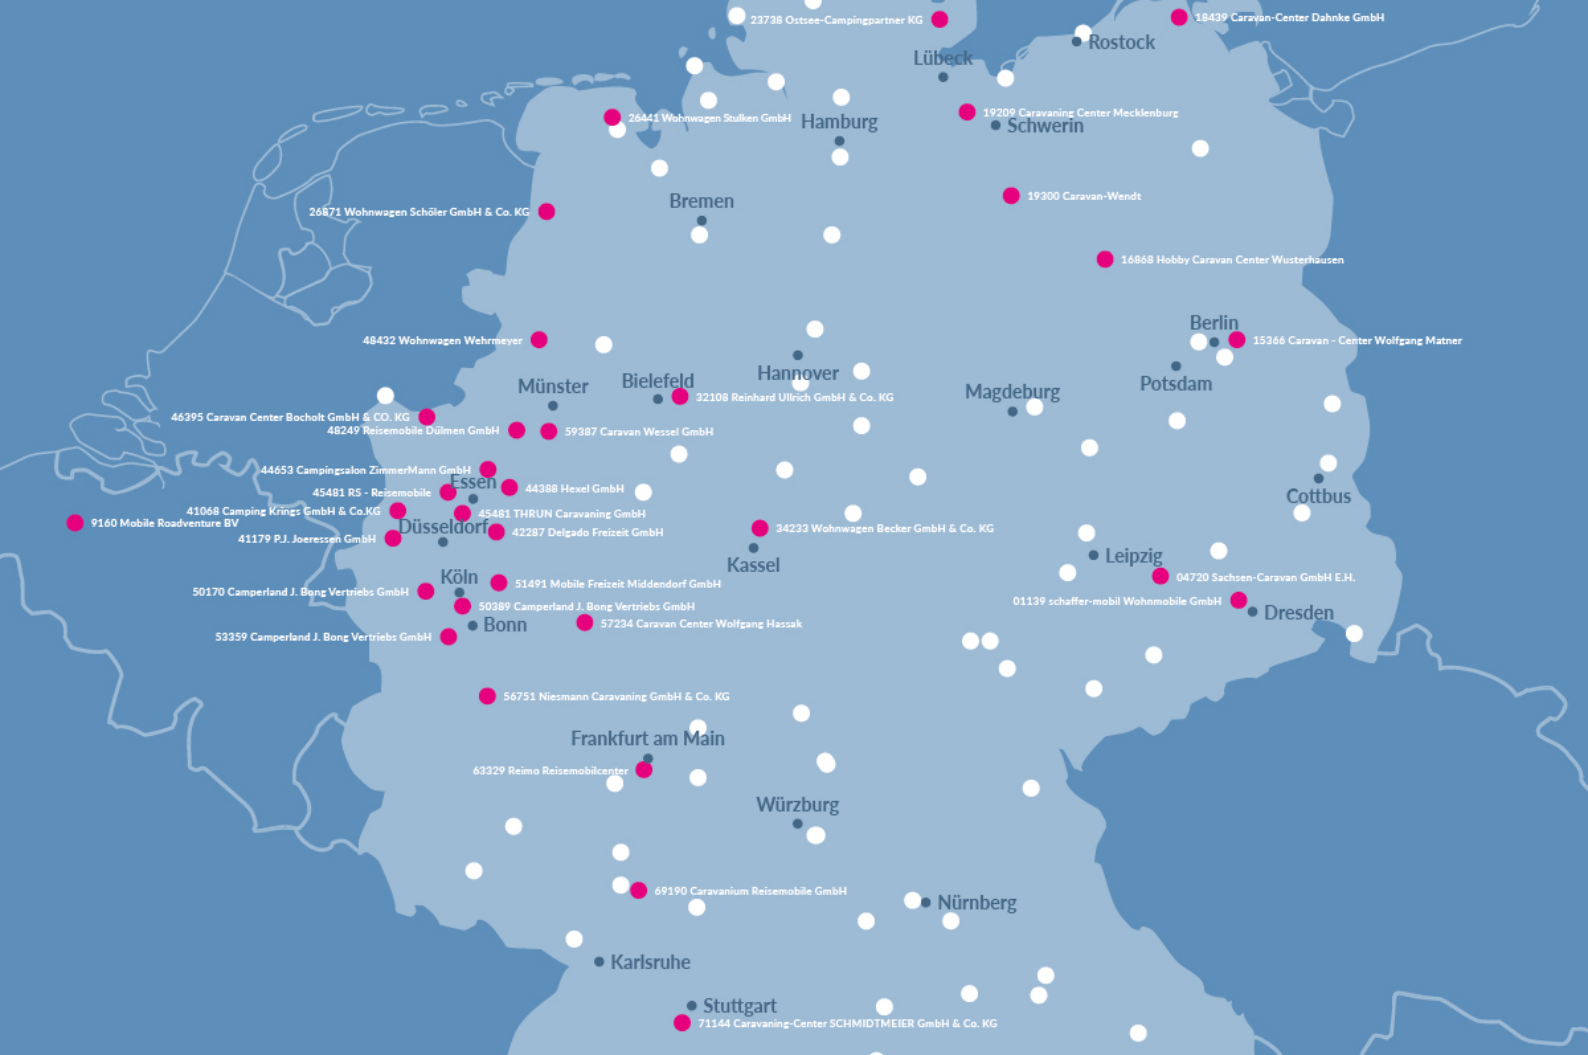 18439 Caravan-Center Dahnke GmbH
23738 Ostsee-Campingpartner KG
Rostock
Lübeck
19209 Caravaning Center Mecklenburg
26441 Wohnwagen Stulken GmbH
Hamburg
Schwerin
19300 Caravan-Wendt
Bremen
26871 Wohnwagen Schöler GmbH & Co. KG
16868 Hobby Caravan Center Wusterhausen
Berlin
48432 Wohnwagen Wehrmeyer
15366 Caravan - Center Wolfgang Matner
Hannover
Bielefeld
Potsdam
Münster
Magdeburg
32108 Reinhard Ullrich GmbH & Co. KG
46395 Caravan Center Bocholt GmbH & CO. KG
48249 Reisemobile Dülmen GmbH
59387 Caravan Wessel GmbH
44653 Campingsalon ZimmerMann GmbH
Essen
44388 Hexel GmbH
45481 RS - Reisemobile
Cottbus
41068 Camping Krings GmbH & Co.KG
45481 THRUN Caravaning GmbH
9160 Mobile Roadventure BV
Düsseldorf
34233 Wohnwagen Becker GmbH & Co. KG
42287 Delgado Freizeit GmbH
41179 P.J. Joeressen GmbH
Leipzig
Kassel
Köln
04720 Sachsen-Caravan GmbH E.H.
51491 Mobile Freizeit Middendorf GmbH
50170 Camperland J. Bong Vertriebs GmbH
01139 schaffer-mobil Wohnmobile GmbH
50389 Camperland J. Bong Vertriebs GmbH
Dresden
Bonn
57234 Caravan Center Wolfgang Hassak
53359 Camperland J. Bong Vertriebs GmbH
56751 Niesmann Caravaning GmbH & Co. KG
Frankfurt am Main
63329 Reimo Reisemobilcenter
Würzburg
69190 Caravanium Reisemobile GmbH
Nürnberg
Karlsruhe
Stuttgart
71144 Caravaning-Center SCHMIDTMEIER GmbH & Co. KG